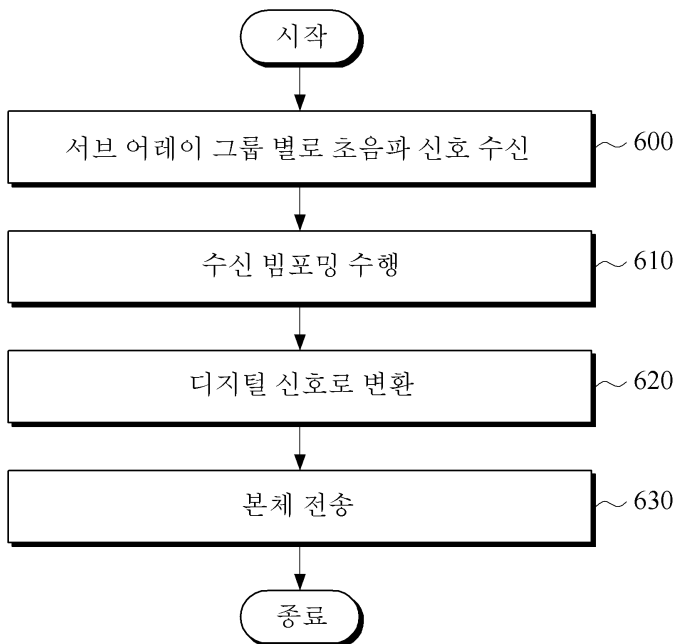 시작
서브 어레이 그룹 별로 초음파 신호 수신
600
수신 빔포밍 수행
610
디지털 신호로 변환
620
본체 전송
630
종료